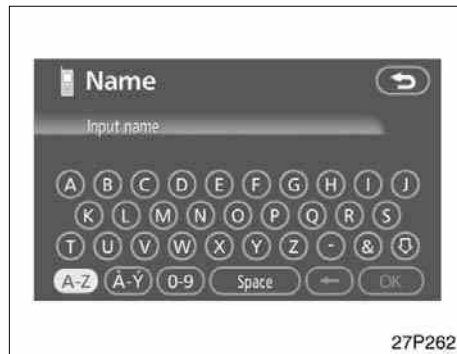 Name
Input name
A B C D E F G H I J
K L M N O P Q R S
T U V W X Y Z - &
A-Z À-Ý 0-9 Space OK
27P262